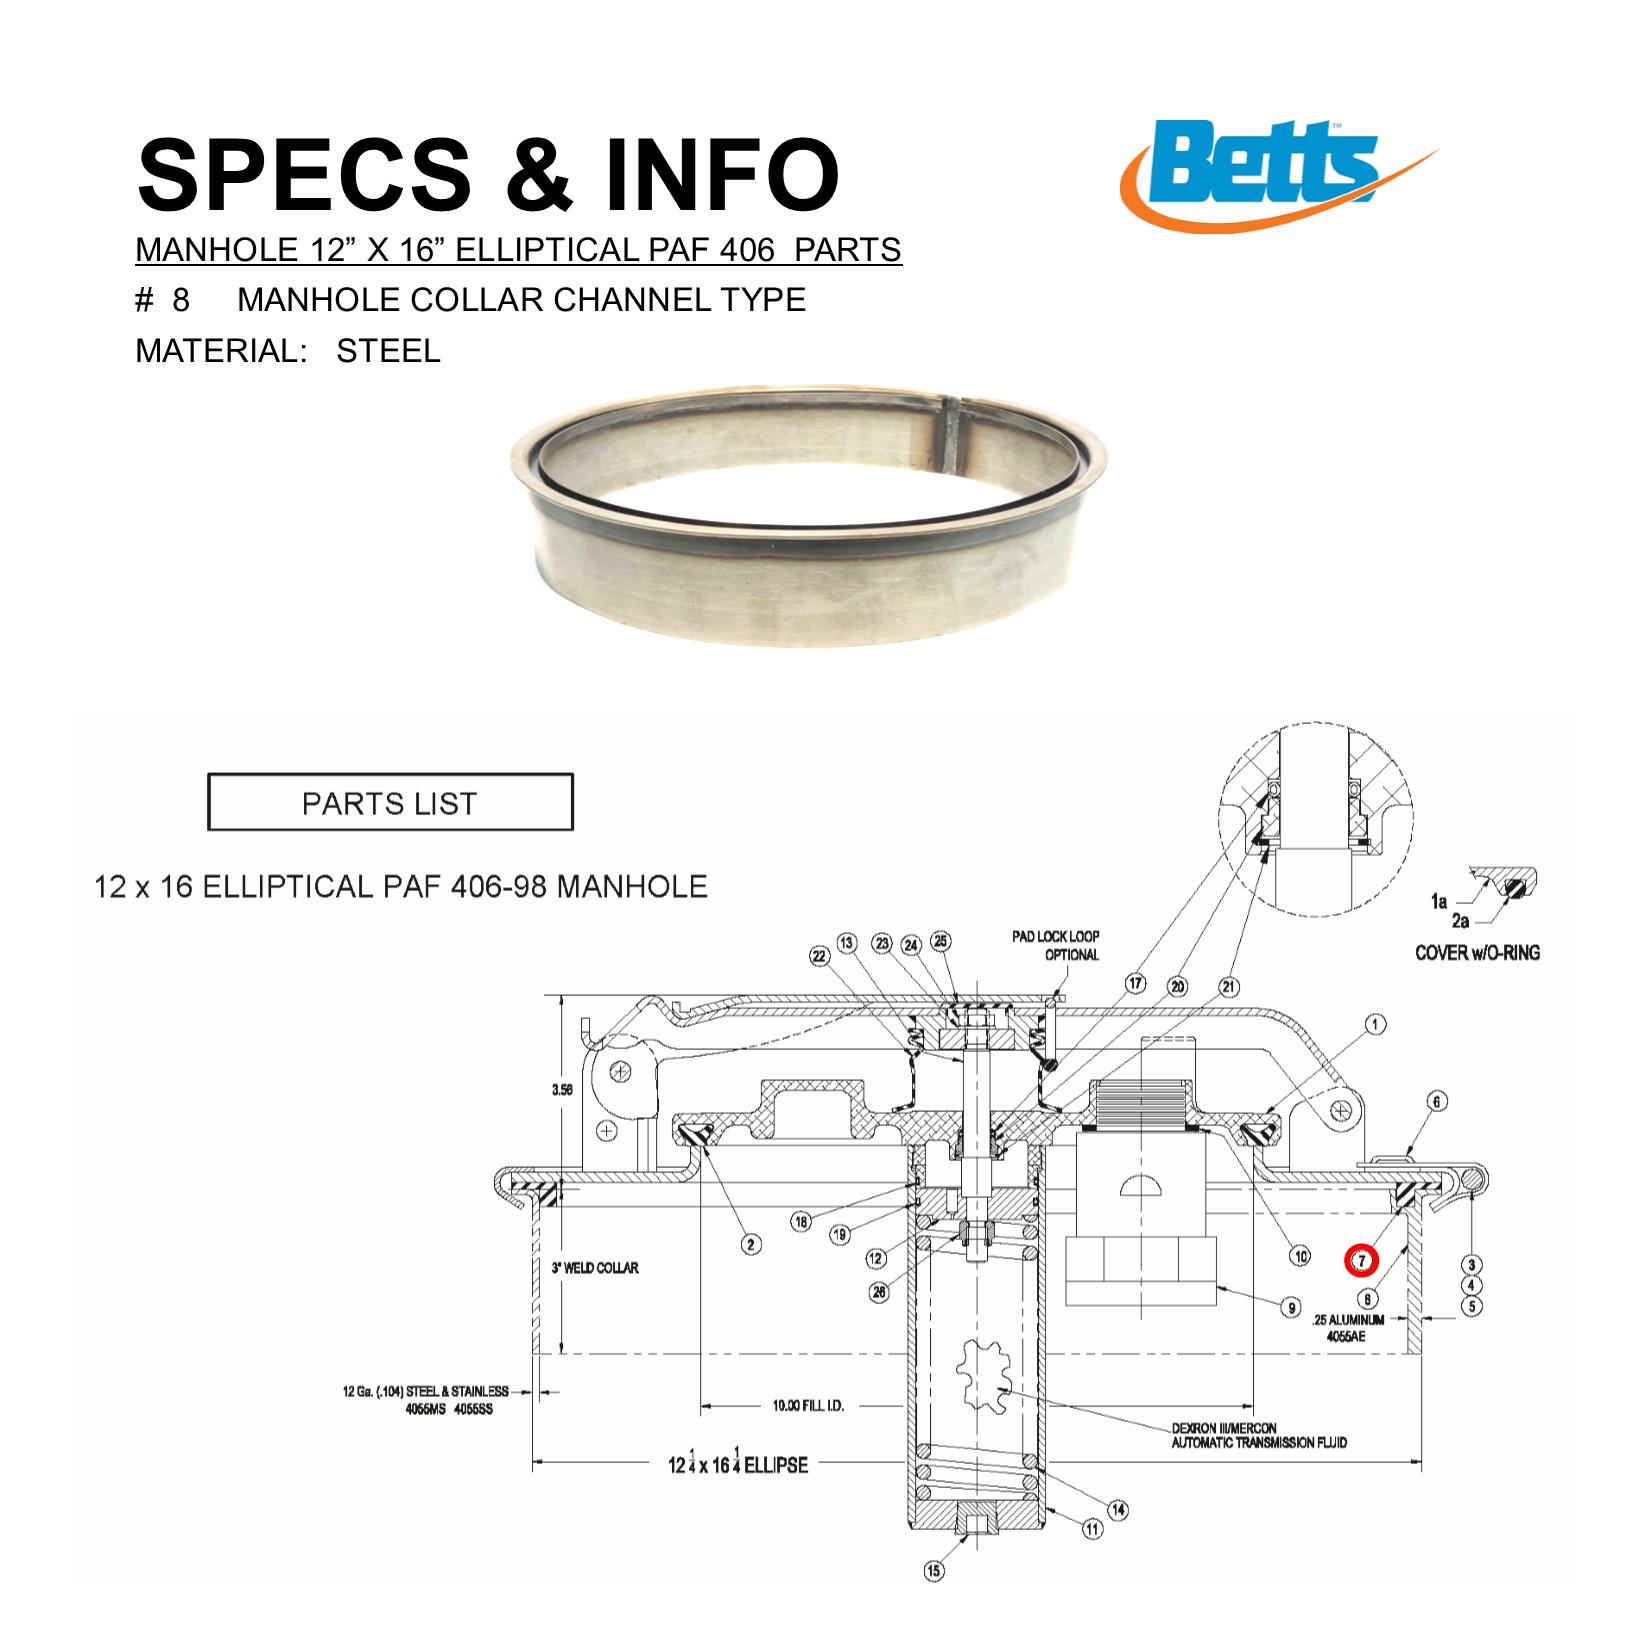 SPECS & INFO
Betts™
MANHOLE 12” X 16” ELLIPTICAL PAF 406 PARTS
# 8 MANHOLE COLLAR CHANNEL TYPE
MATERIAL: STEEL
PARTS LIST
12 x 16 ELLIPTICAL PAF 406-98 MANHOLE
1a
2a
COVER w/O-RING
PAD LOCK LOOP
OPTIONAL
22
13
23
24
25
17
20
21
1
3.56
6
18
19
2
12
26
10
7
3
4
5
8
9
3" WELD COLLAR
.25 ALUMINUM
4055AE
12 Ga. (.104) STEEL & STAINLESS
4055MS 4055SS
10.00 FILL I.D.
DEXRON III/MERCON
AUTOMATIC TRANSMISSION FLUID
12 1/4 x 16 1/4 ELLIPSE
14
11
15